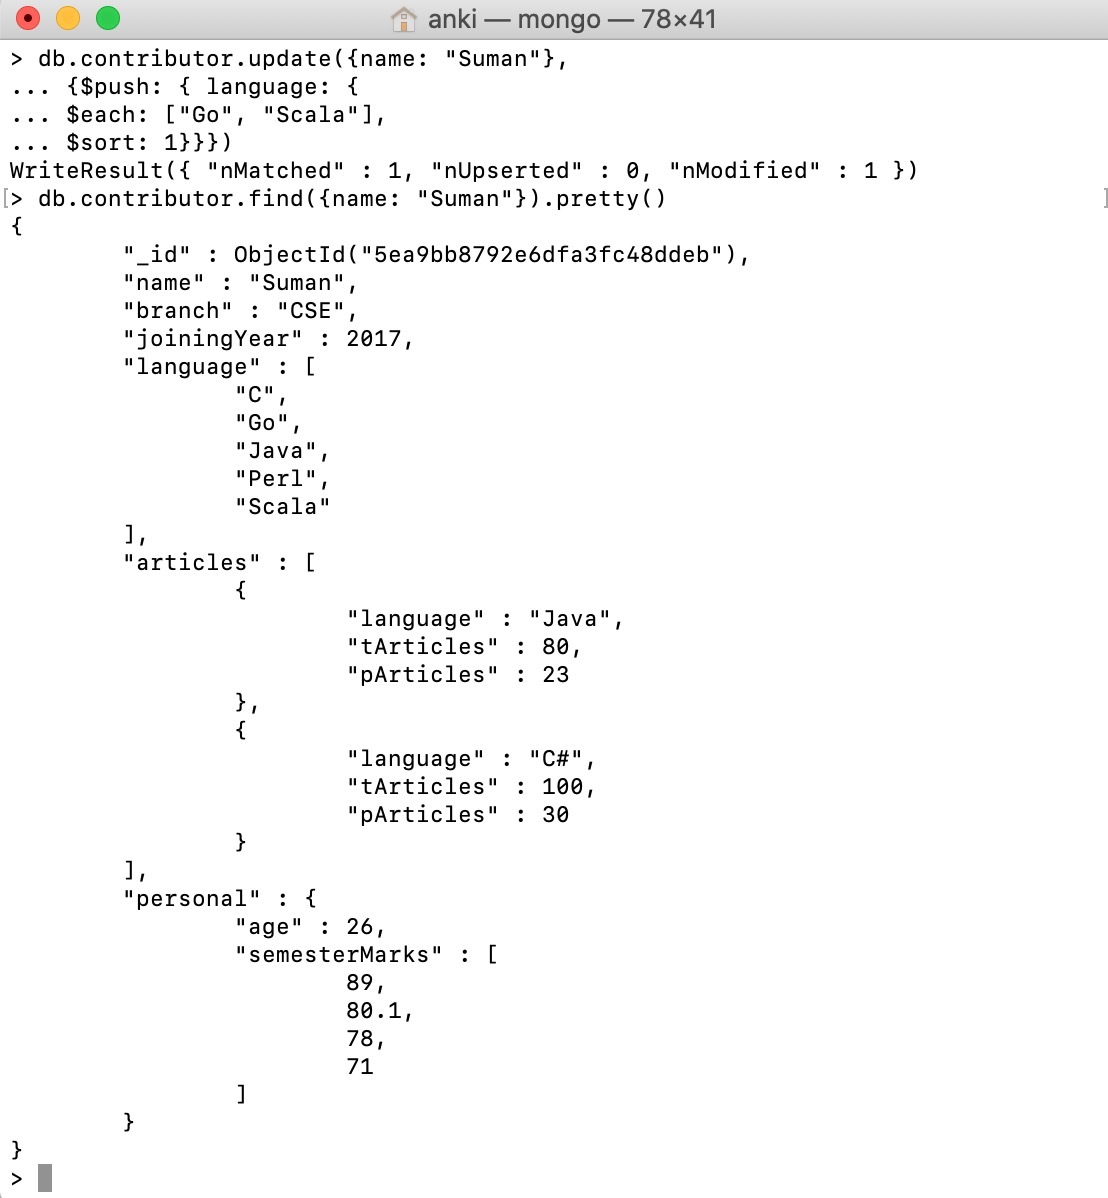 anki — mongo — 78×41
> db.contributor.update({name: "Suman"},
... {$push: { language: {
... $each: ["Go", "Scala"],
... $sort: 1}}})
WriteResult({ "nMatched" : 1, "nUpserted" : 0, "nModified" : 1 })
[> db.contributor.find({name: "Suman"}).pretty() ]
{
"_id" : ObjectId("5ea9bb8792e6dfa3fc48ddeb"),
"name" : "Suman",
"branch" : "CSE",
"joiningYear" : 2017,
"language" : [
"C",
"Go",
"Java",
"Perl",
"Scala"
],
"articles" : [
{
"language" : "Java",
"tArticles" : 80,
"pArticles" : 23
},
{
"language" : "C#",
"tArticles" : 100,
"pArticles" : 30
}
],
"personal" : {
"age" : 26,
"semesterMarks" : [
89,
80.1,
78,
71
]
}
}
>